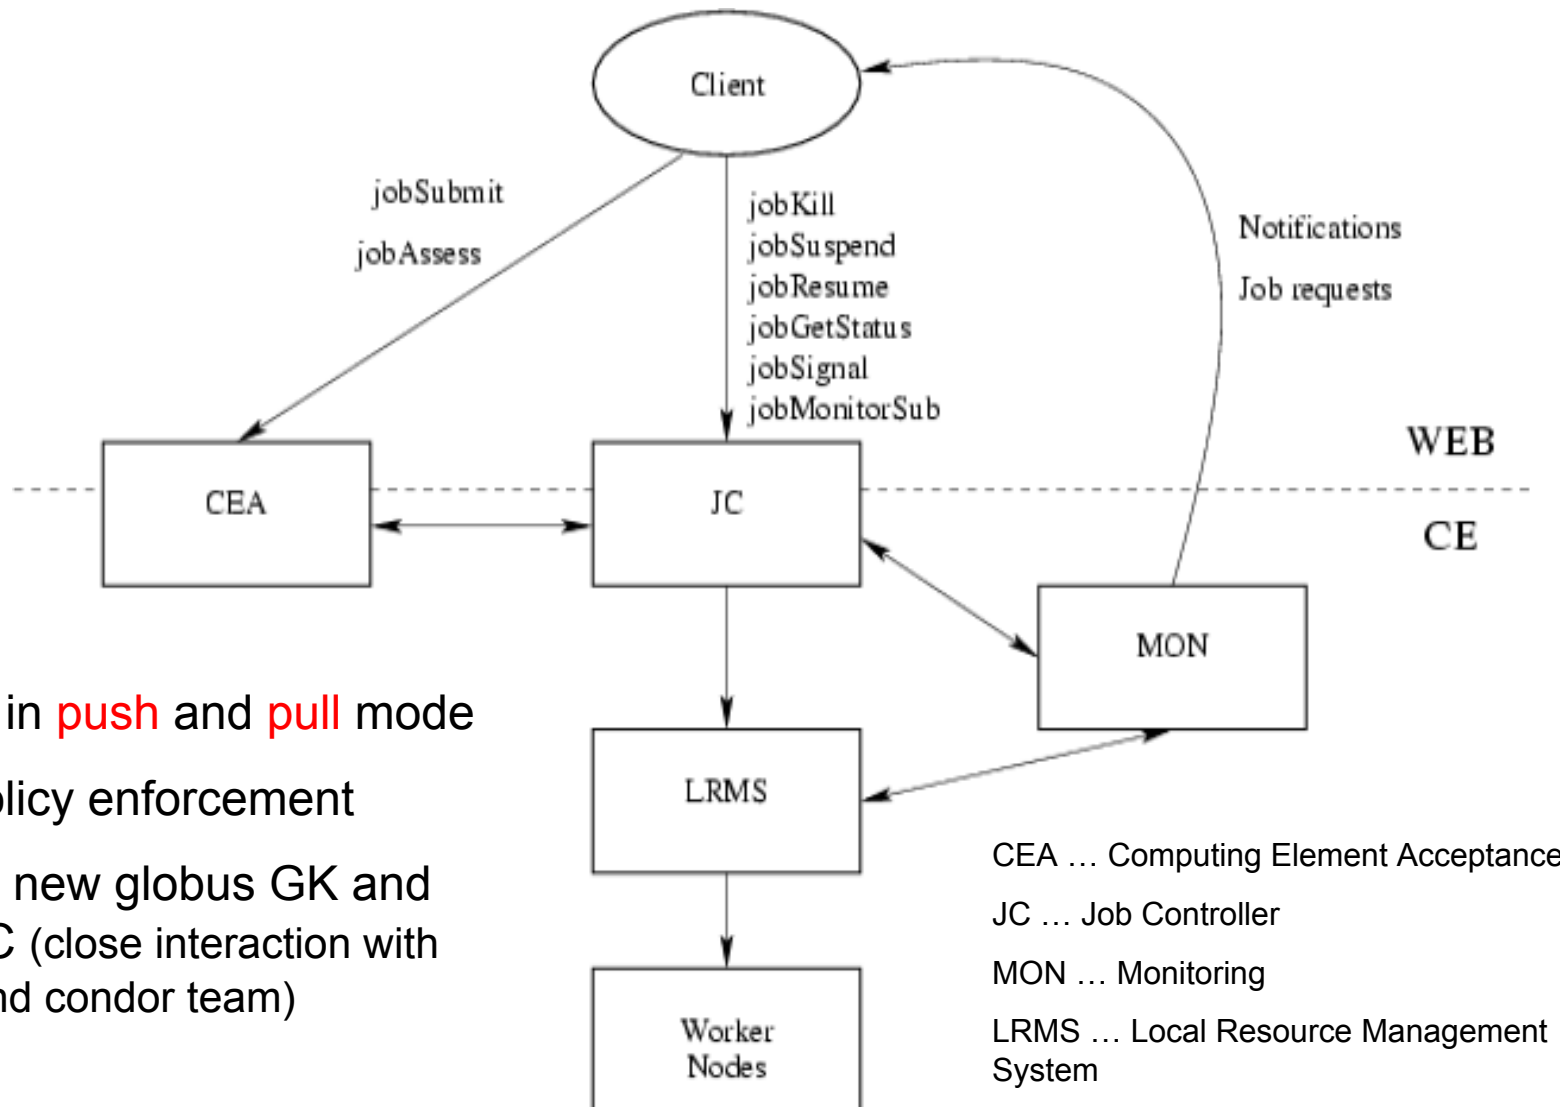 Client
jobSubmit
jobAssess
jobKill
jobSuspend
jobResume
jobGetStatus
jobSignal
jobMonitorSub
Notifications
Job requests
WEB
CEA
JC
CE
MON
in push and pull mode
LRMS
olicy enforcement
new globus GK and
C (close interaction with
nd condor team)
Worker
Nodes
CEA … Computing Element Acceptance
JC … Job Controller
MON … Monitoring
LRMS … Local Resource Management
System